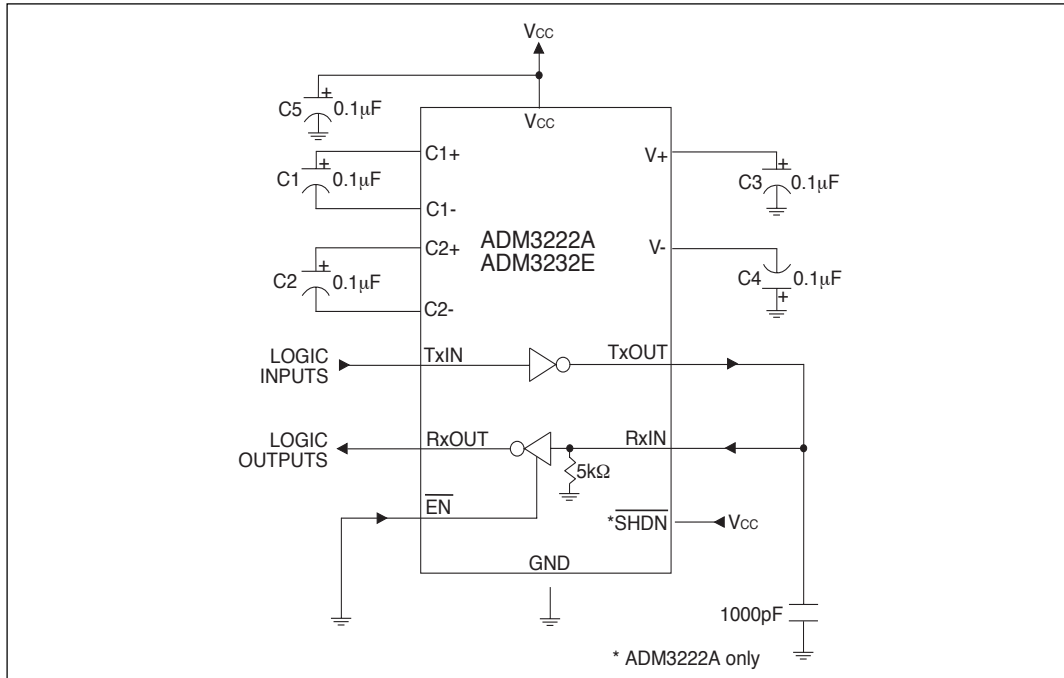 VCC
C5
+
0.1µF
VCC
C1
+
0.1µF
C1+
C1-
V+
C3
+
0.1µF
C2
+
0.1µF
C2+
C2-
ADM3222A
ADM3232E
V-
C4
0.1µF
+
LOGIC
INPUTS
TxIN
TxOUT
LOGIC
OUTPUTS
RxOUT
RxIN
5kΩ
EN
*SHDN
VCC
GND
1000pF
* ADM3222A only